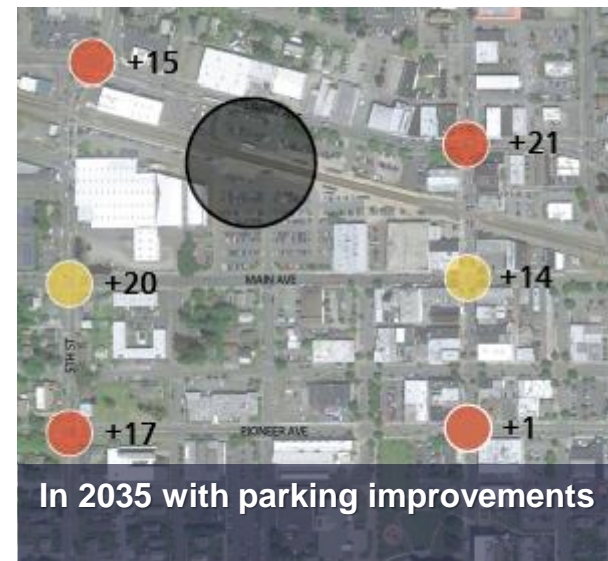 +15
+21
+20
MAIN AVE
+14
5TH ST
+17
PIONEER AVE
+1
In 2035 with parking improvements